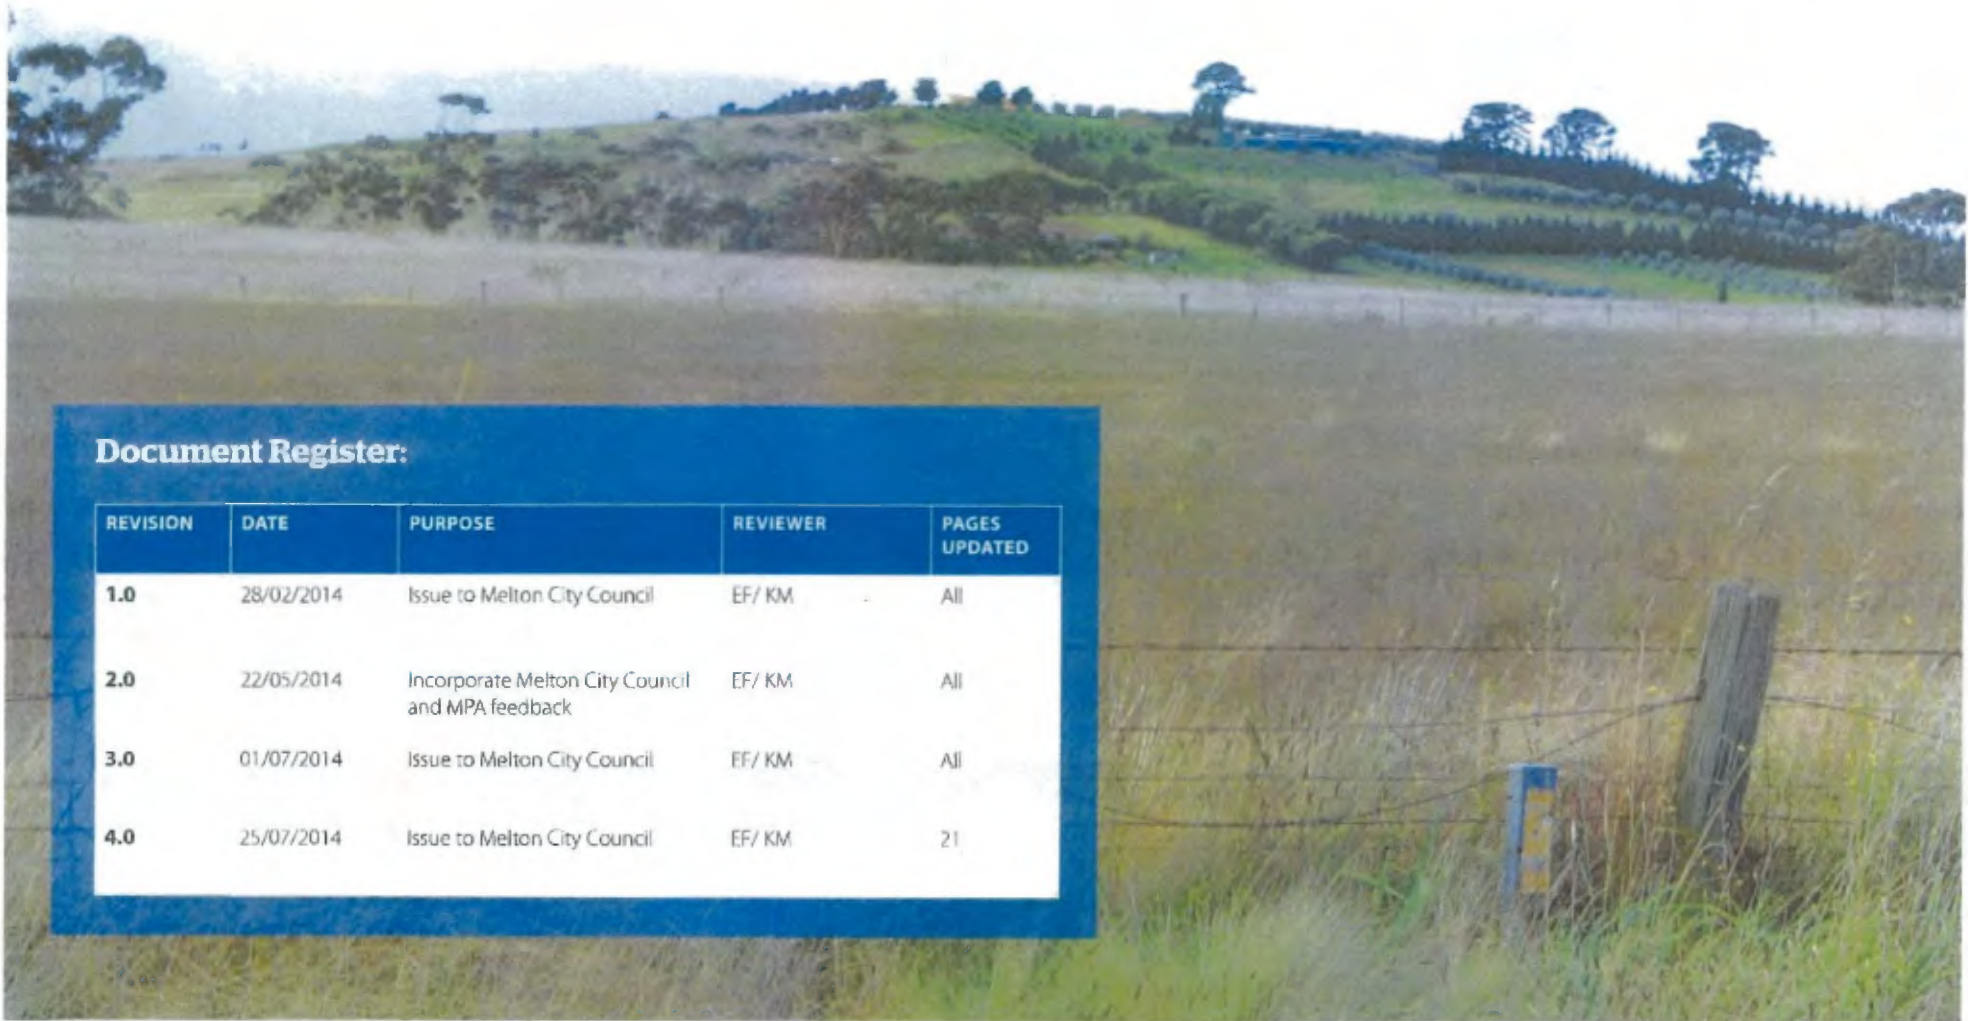 Document Register:
REVISION DATE PURPOSE REVIEWER PAGES UPDATED
1.0 28/02/2014 Issue to Melton City Council EF/ KM All
2.0 22/05/2014 Incorporate Melton City Council and MPA feedback EF/ KM All
3.0 01/07/2014 Issue to Melton City Council EF/ KM All
4.0 25/07/2014 Issue to Melton City Council EF/ KM 21